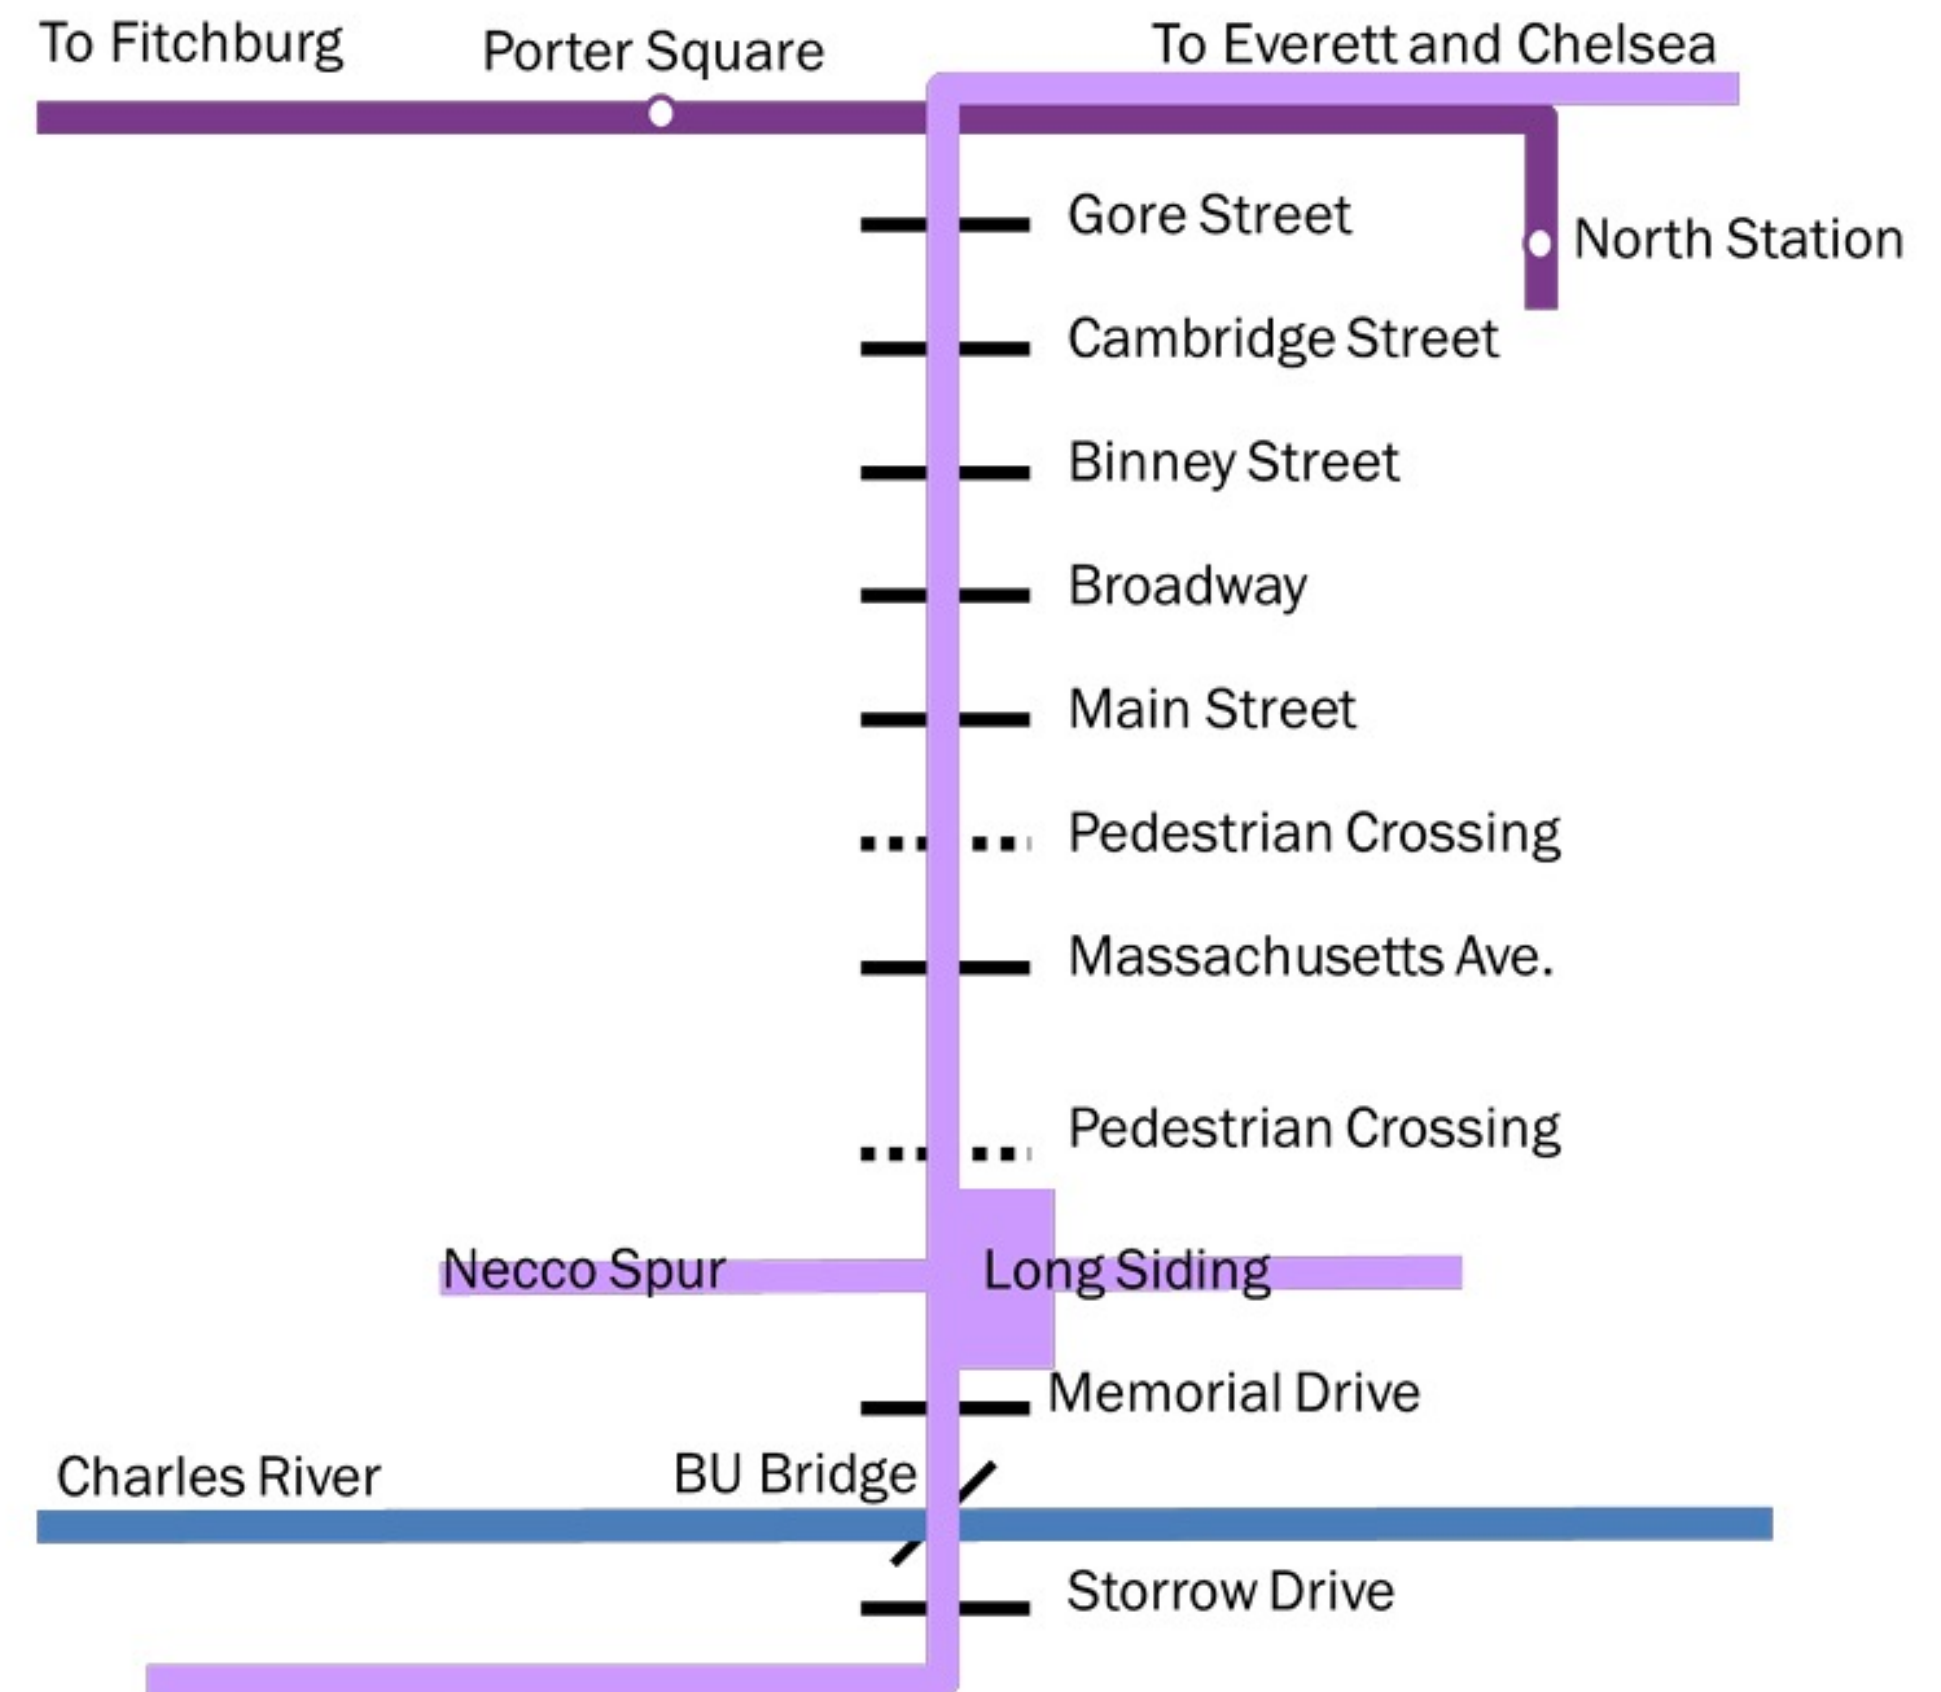 To Fitchburg
Porter Square
To Everett and Chelsea
Gore Street
North Station
Cambridge Street
Binney Street
Broadway
Main Street
Pedestrian Crossing
Massachusetts Ave.
Pedestrian Crossing
Necco Spur
Long Siding
Memorial Drive
Charles River
BU Bridge
Storrow Drive